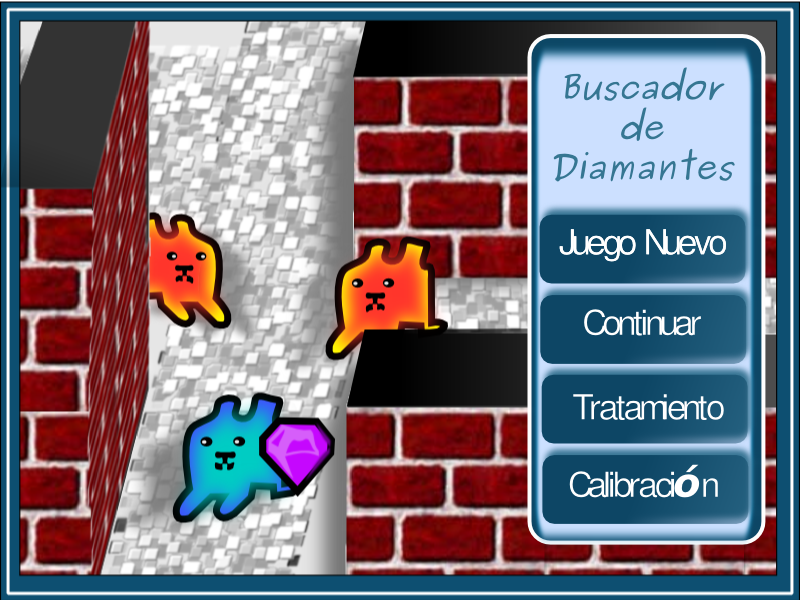 Buscador
de
Diamantes
Juego Nuevo
Continuar
Tratamiento
Calibración